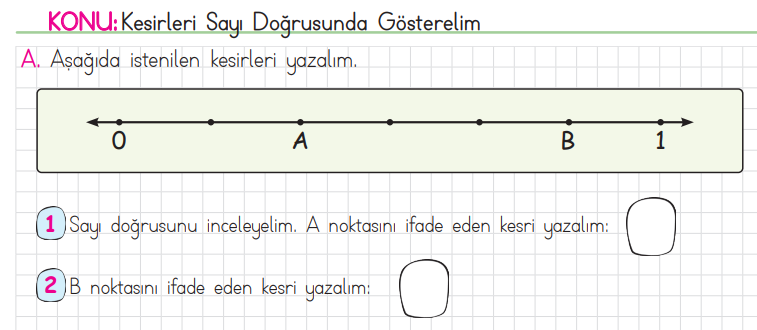 KONU: Kesirleri Sayı Doğrusunda Gösterelim
A. Aşağıda istenilen kesirleri yazalım.
0 A B 1
1 Sayı doğrusunu inceleyelim. A noktasını ifade eden kesri yazalım:
2 B noktasını ifade eden kesri yazalım: